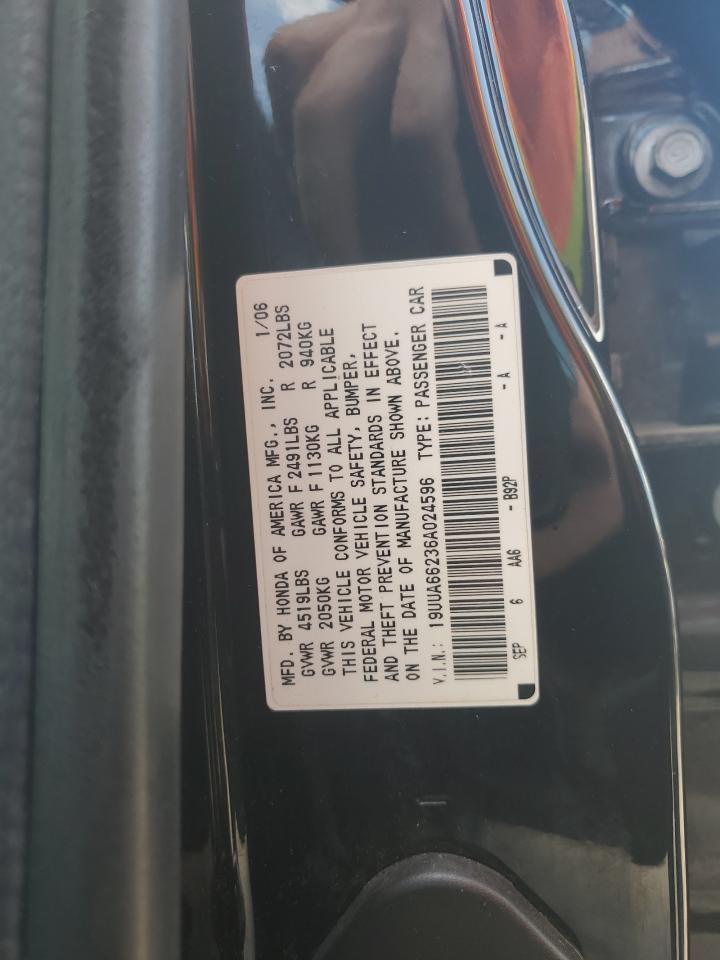 MFD. BY HONDA OF AMERICA MFG., INC. 1/06
GVWR 4519LBS GAWR F 2491LBS R 2072LBS
GVWR 2050KG GAWR F 1130KG R 940KG
THIS VEHICLE CONFORMS TO ALL APPLICABLE
FEDERAL MOTOR VEHICLE SAFETY, BUMPER,
AND THEFT PREVENTION STANDARDS IN EFFECT
ON THE DATE OF MANUFACTURE SHOWN ABOVE.
V.I.N.: 19UUA66236A024596 TYPE: PASSENGER CAR
SEP 6 AA6 - B92P - A - A